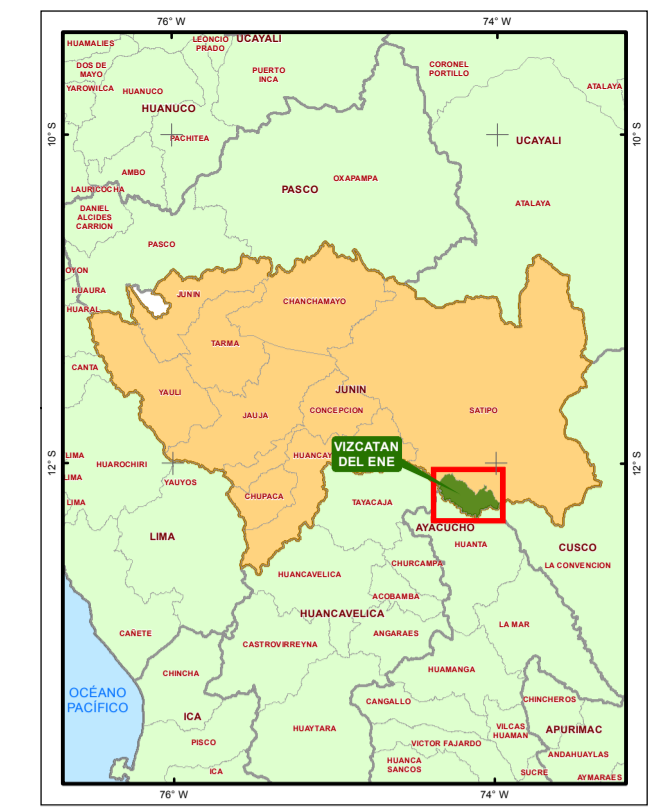 76° W
74° W
HUAMALIES
LEONCIO
PRADO
UCAYALI
DOS DE
MAYO
PUERTO
INCA
CORONEL
PORTILLO
YAROWILCA
HUANUCO
ATALAYA
HUANUCO
10° S
10° S
PACHITEA
UCAYALI
AMBO
OXAPAMPA
LAURICOCHA
PASCO
ATALAYA
DANIEL
ALCIDES
CARRION
PASCO
OYON
HUAURA
JUNIN
CHANCHAMAYO
HUARAL
TARMA
CANTA
YAULI
JUNIN
JAUJA
CONCEPCION
SATIPO
LIMA
HUAROCHIRI
HUANCAY
VIZCATAN
DEL ENE
12° S
12° S
LIMA
YAUYOS
CHUPACA
TAYACAJA
LIMA
AYACUCHO
LIMA
HUANTA
CUSCO
LA CONVENCION
CHURCAMPA
HUANCAVELICA
ACOBAMBA
HUANCAVELICA
LA MAR
CAÑETE
ANGARAES
CASTROVIRREYNA
HUAMANGA
CHINCHA
OCÉANO
PACÍFICO
CANGALLO
CHINCHEROS
ICA
HUAYTARA
VILCAS
HUAMAN
APURIMAC
PISCO
VICTOR FAJARDO
ANDAHUAYLAS
HUANCA
SANCOS
ICA
SUCRE
AYMARAES
76° W
74° W